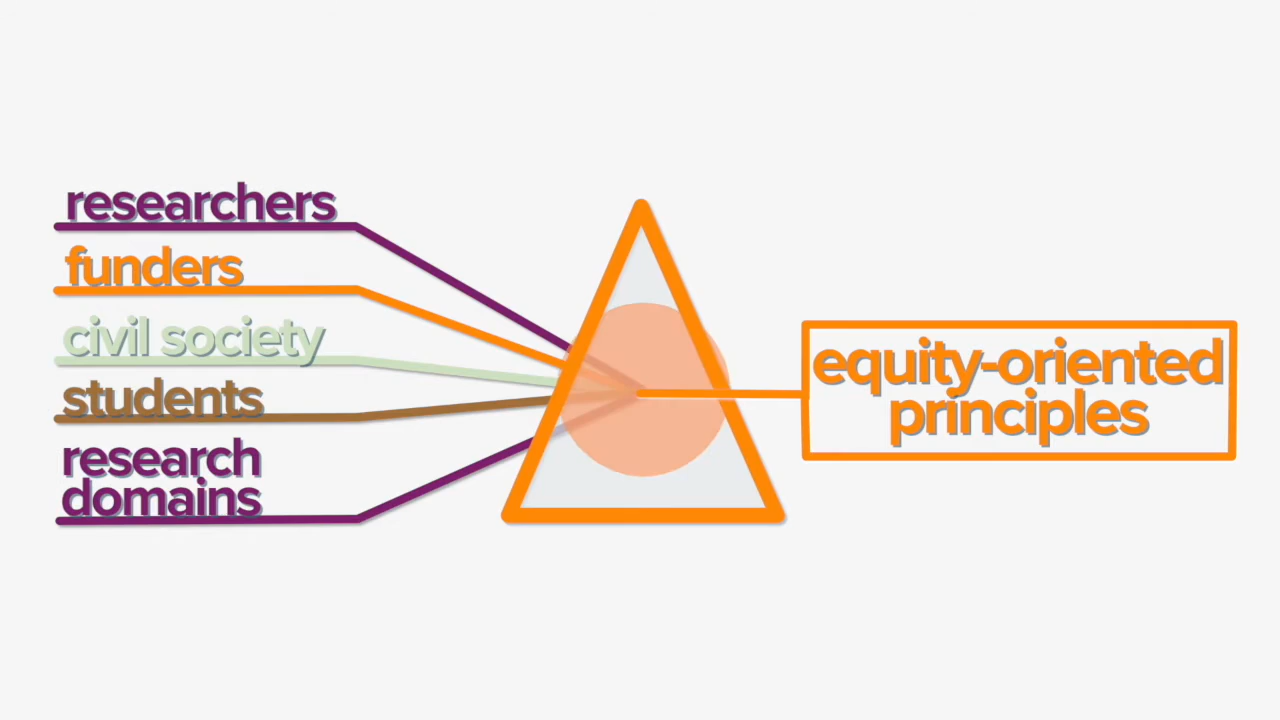 researchers
funders
civil society
students
research
domains
equity-oriented
principles